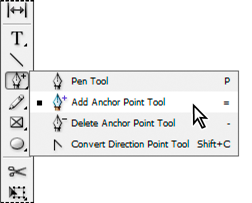 T
Pen Tool P
Add Anchor Point Tool =
Delete Anchor Point Tool -
Convert Direction Point Tool Shift+C